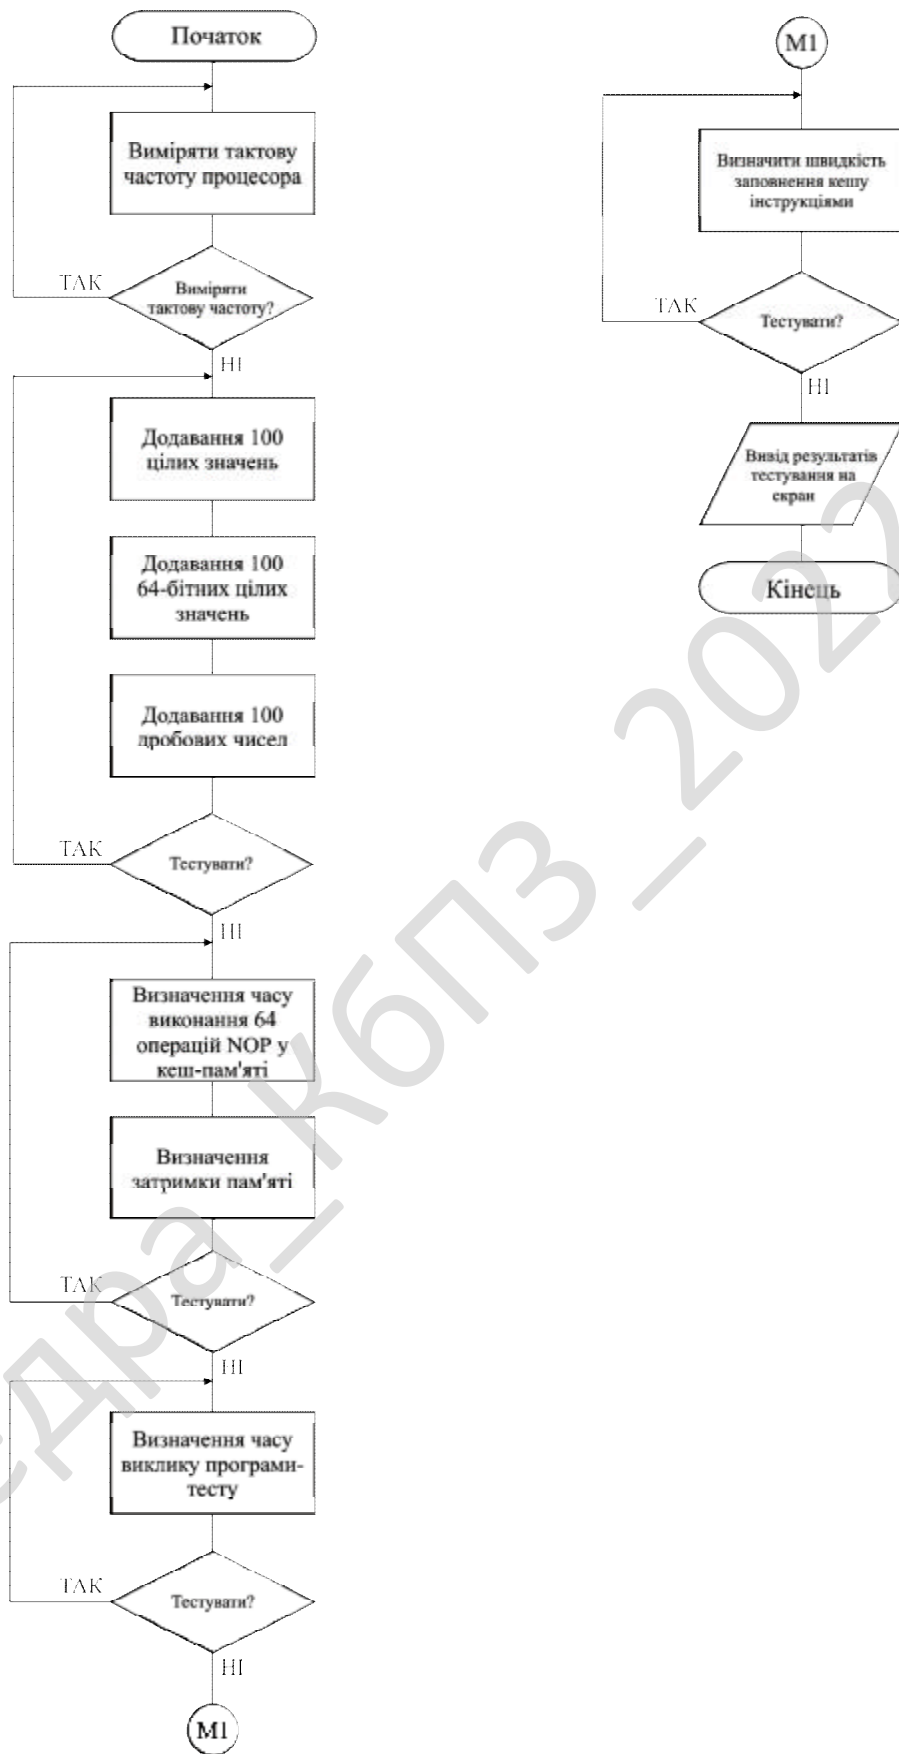 Початок
Виміряти тактову
частоту процесора
Виміряти
тактову частоту?
ТАК
НІ
Додавання 100
цілих значень
Додавання 100
64-бітних цілих
значень
Додавання 100
дробових чисел
Тестувати?
ТАК
НІ
Визначення часу
виконання 64
операцій NOP у
кеш-пам'яті
Визначення
затримки пам'яті
Тестувати?
ТАК
НІ
Визначення часу
виклику програми-
тесту
Тестувати?
ТАК
НІ
М1
М1
Визначити швидкість
заповнення кешу
інструкціями
Тестувати?
ТАК
НІ
Вивід результатів
тестування на
екран
Кінець
едра_КбПЗ_2022